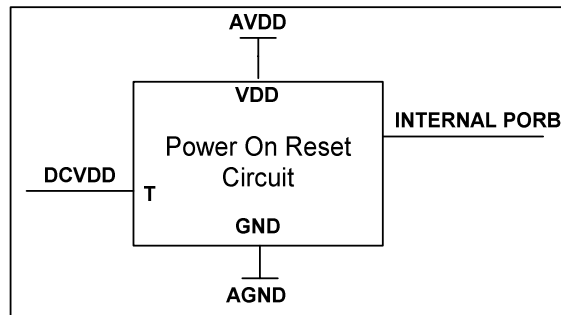 AVDD
VDD
INTERNAL PORB
Power On Reset
Circuit
DCVDD
T
GND
AGND